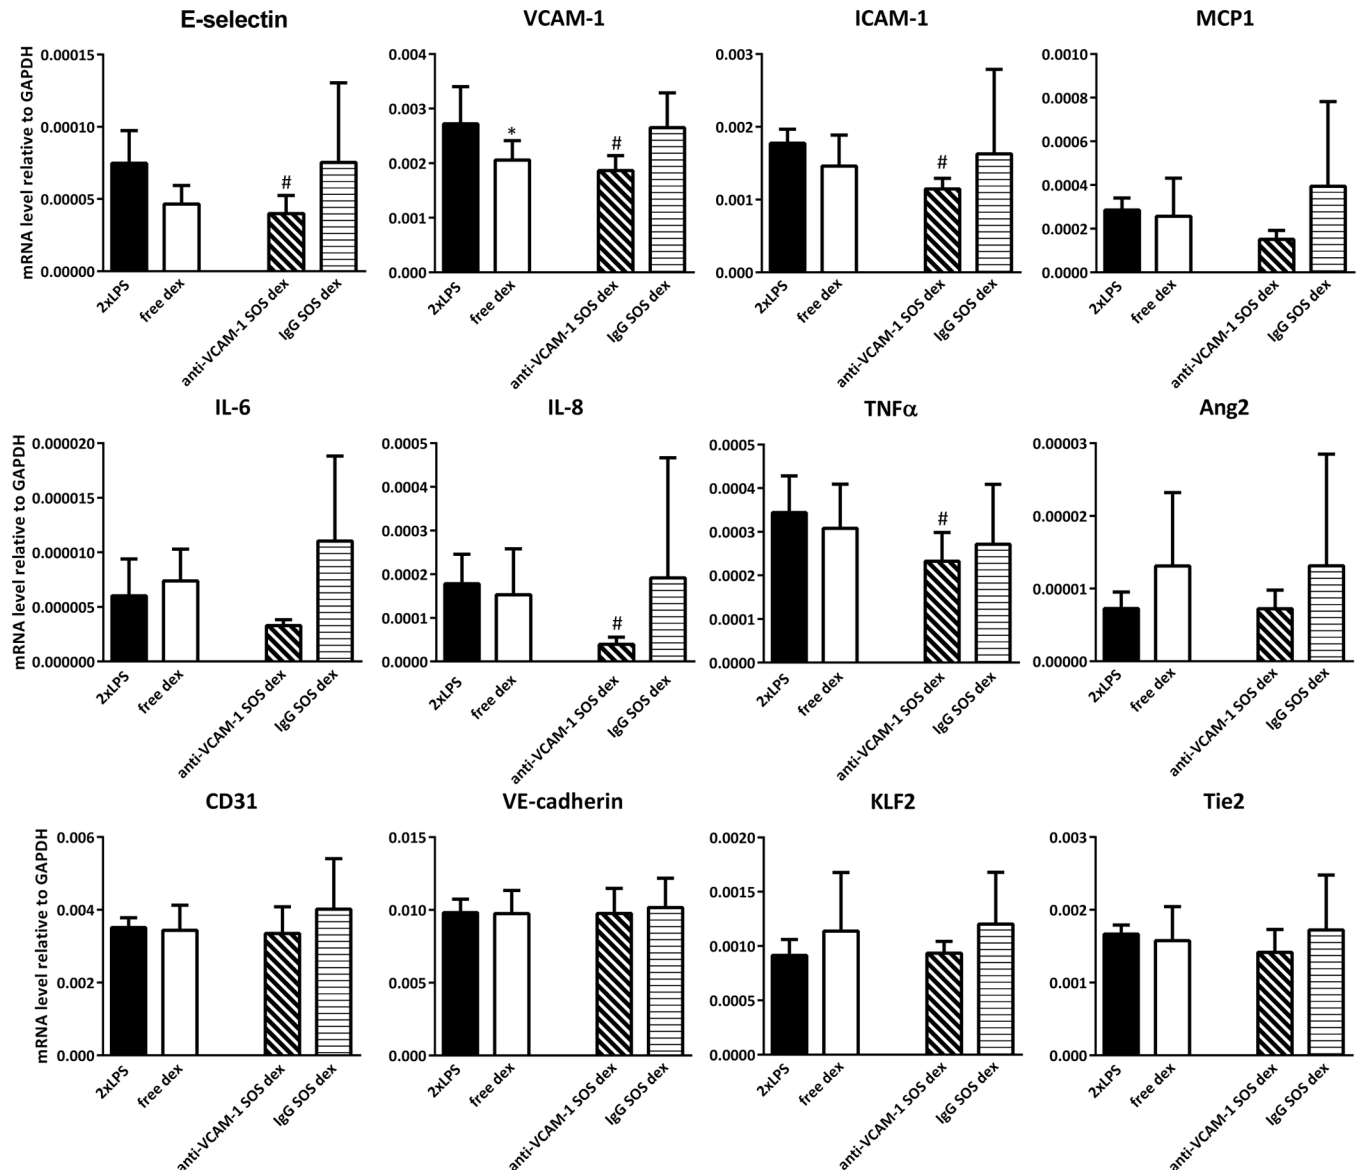 E-selectin
mRNA level relative to GAPDH
0.00015
0.00010
0.00005
0.00000
#
2xLPS
free dex
anti-VCAM-1 SOS dex
IgG SOS dex
VCAM-1
0.004
0.003
0.002
0.001
0.000
*
#
2xLPS
free dex
anti-VCAM-1 SOS dex
IgG SOS dex
ICAM-1
0.003
0.002
0.001
0.000
#
2xLPS
free dex
anti-VCAM-1 SOS dex
IgG SOS dex
MCP1
0.0010
0.0008
0.0006
0.0004
0.0002
0.0000
2xLPS
free dex
anti-VCAM-1 SOS dex
IgG SOS dex
IL-6
mRNA level relative to GAPDH
0.000020
0.000015
0.000010
0.000005
0.000000
2xLPS
free dex
anti-VCAM-1 SOS dex
IgG SOS dex
IL-8
0.0005
0.0004
0.0003
0.0002
0.0001
0.0000
#
2xLPS
free dex
anti-VCAM-1 SOS dex
IgG SOS dex
TNFα
0.0005
0.0004
0.0003
0.0002
0.0001
0.0000
#
2xLPS
free dex
anti-VCAM-1 SOS dex
IgG SOS dex
Ang2
0.00003
0.00002
0.00001
0.00000
2xLPS
free dex
anti-VCAM-1 SOS dex
IgG SOS dex
CD31
mRNA level relative to GAPDH
0.006
0.004
0.002
0.000
2xLPS
free dex
anti-VCAM-1 SOS dex
IgG SOS dex
VE-cadherin
0.015
0.010
0.005
0.000
2xLPS
free dex
anti-VCAM-1 SOS dex
IgG SOS dex
KLF2
0.0020
0.0015
0.0010
0.0005
0.0000
2xLPS
free dex
anti-VCAM-1 SOS dex
IgG SOS dex
Tie2
0.003
0.002
0.001
0.000
2xLPS
free dex
anti-VCAM-1 SOS dex
IgG SOS dex